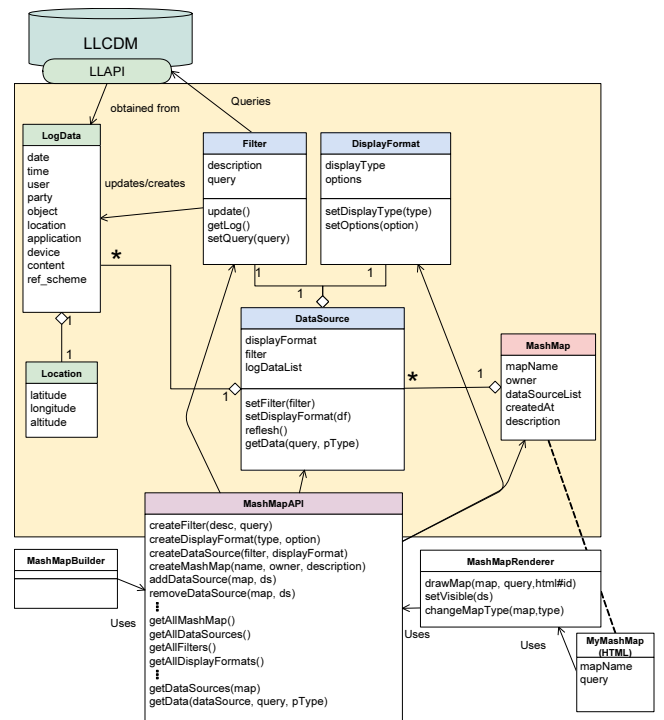 LLCDM
LLAPI
obtained from
Queries
LogData
date
time
user
party
object
location
application
device
content
ref_scheme
updates/creates
Filter
description
query
update()
getLog()
setQuery(query)
DisplayFormat
displayType
options
setDisplayType(type)
setOptions(option)
*
1
1
1
1
1
Location
latitude
longitude
altitude
DataSource
displayFormat
filter
logDataList
setFilter(filter)
setDisplayFormat(df)
reflesh()
getData(query, pType)
1
*
1
MashMap
mapName
owner
dataSourceList
createdAt
description
MashMapAPI
createFilter(desc, query)
createDisplayFormat(type, option)
createDataSource(filter, displayFormat)
createMashMap(name, owner, description)
addDataSource(map, ds)
removeDataSource(map, ds)
getAllMashMap()
getAllDataSources()
getAllFilters()
getAllDisplayFormats()
getDataSources(map)
getData(dataSource, query, pType)
MashMapBuilder
Uses
MashMapRenderer
drawMap(map, query,html#id)
setVisible(ds)
changeMapType(map,type)
Uses
Uses
MyMashMap
(HTML)
mapName
query